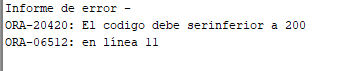 Informe de error -
ORA-20420: El codigo debe serinferior a 200
ORA-06512: en línea 11